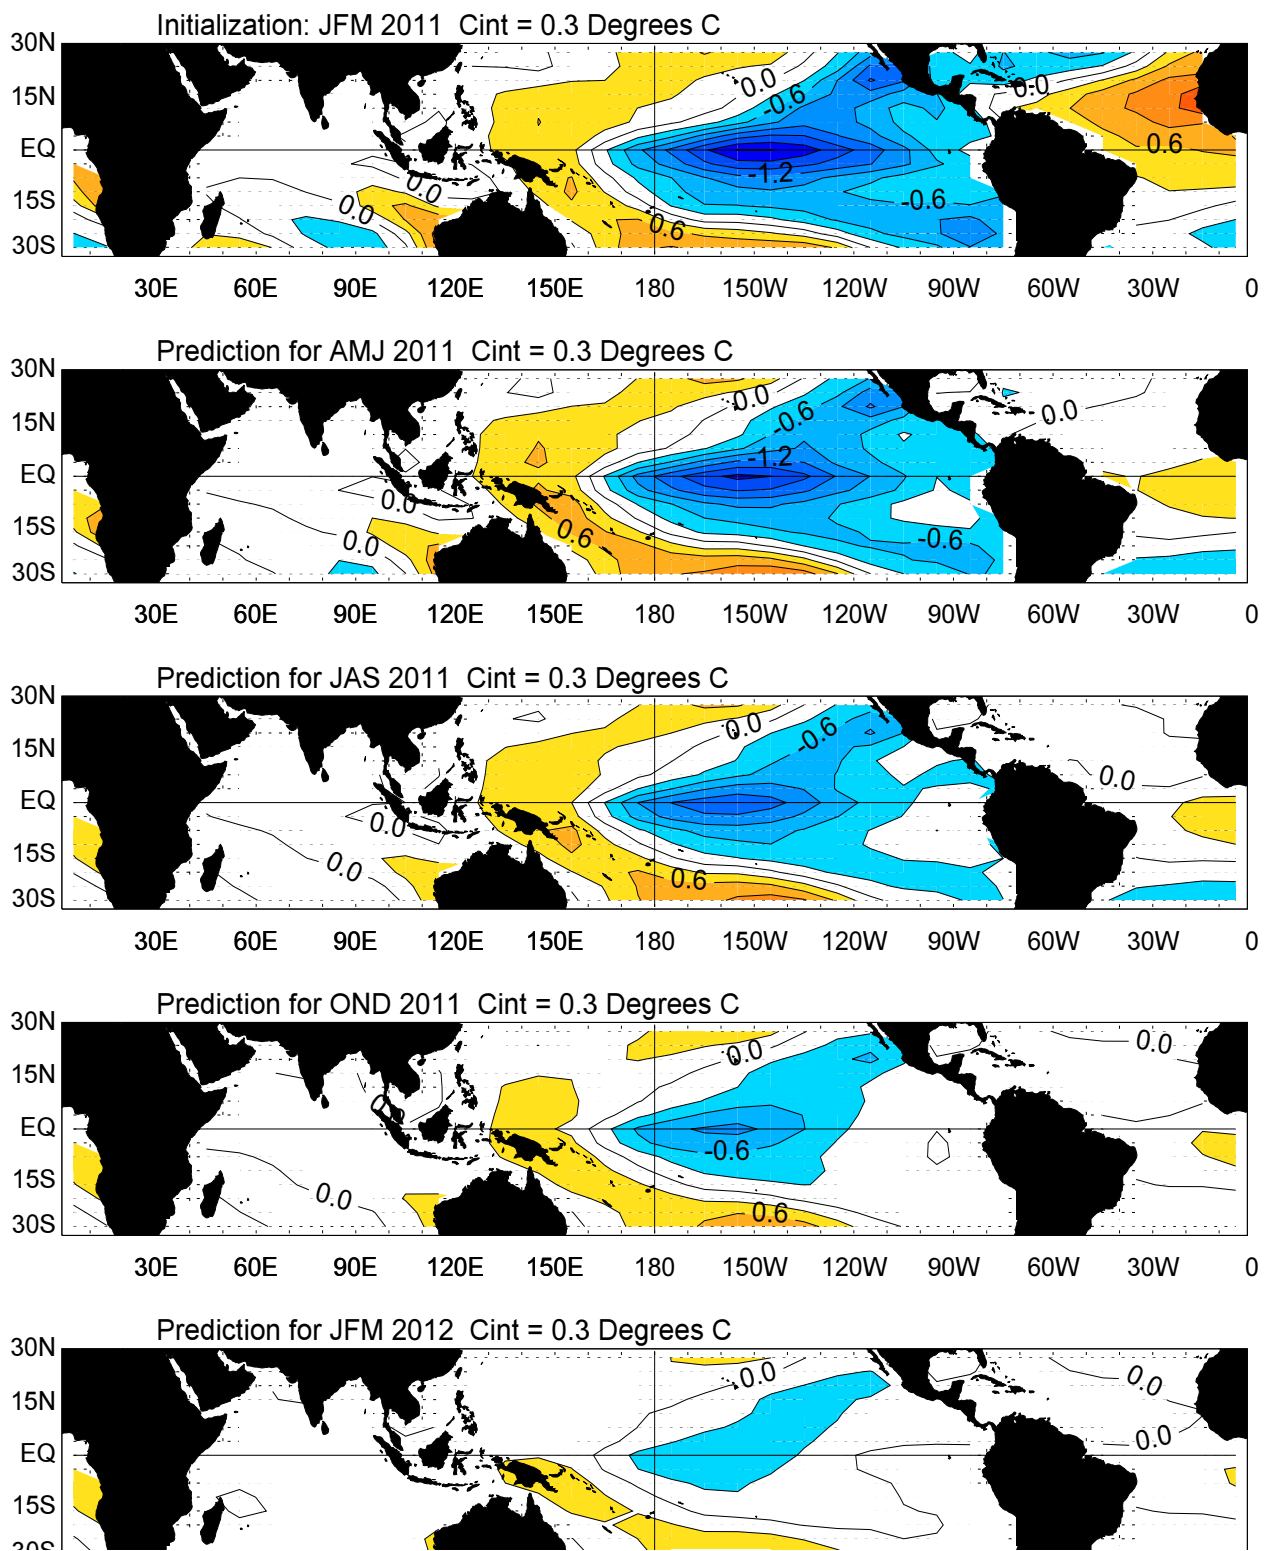 Initialization: JFM 2011  Cint = 0.3 Degrees C
30N
0.0
0.0
-0.6
15N
0.6
EQ
-1.2
0.0
15S
-0.6
0.0
0.6
30S
30E 60E 90E 120E 150E 180 150W 120W 90W 60W 30W 0
Prediction for AMJ 2011  Cint = 0.3 Degrees C
30N
0.0
0.0
-0.6
15N
-1.2
EQ
0.0
15S
0.6
-0.6
0.0
30S
30E 60E 90E 120E 150E 180 150W 120W 90W 60W 30W 0
Prediction for JAS 2011  Cint = 0.3 Degrees C
30N
0.0
-0.6
15N
0.0
EQ
0.0
15S
0.0
0.6
30S
30E 60E 90E 120E 150E 180 150W 120W 90W 60W 30W 0
Prediction for OND 2011  Cint = 0.3 Degrees C
30N
0.0
0.0
15N
0.0
EQ
-0.6
15S
0.0
0.6
30S
30E 60E 90E 120E 150E 180 150W 120W 90W 60W 30W 0
Prediction for JFM 2012  Cint = 0.3 Degrees C
30N
0.0
0.0
15N
0.0
EQ
15S
30S